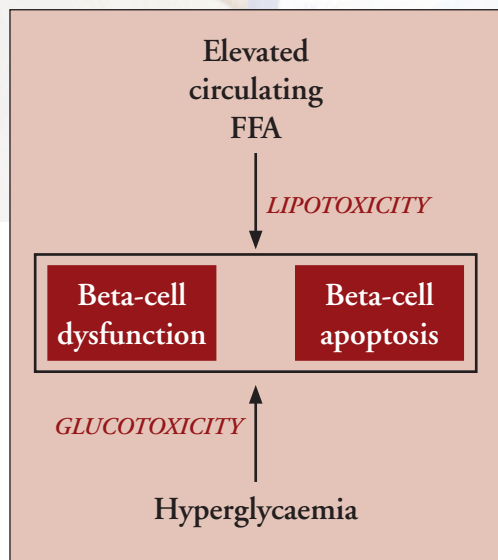 Elevated
circulating
FFA
LIPOTOXICITY
Beta-cell
dysfunction
Beta-cell
apoptosis
GLUCOTOXICITY
Hyperglycaemia